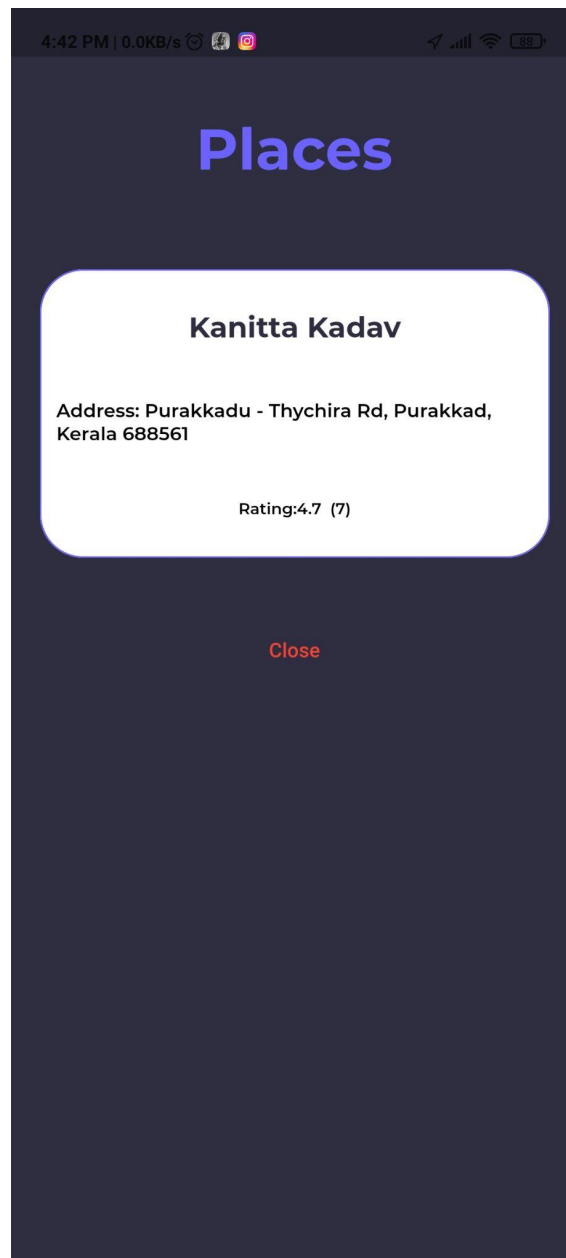 4:42 PM | 0.0KB/s
88
Places
Kanitta Kadav
Address: Purakkadu - Thychira Rd, Purakkad,
Kerala 688561
Rating:4.7 (7)
Close